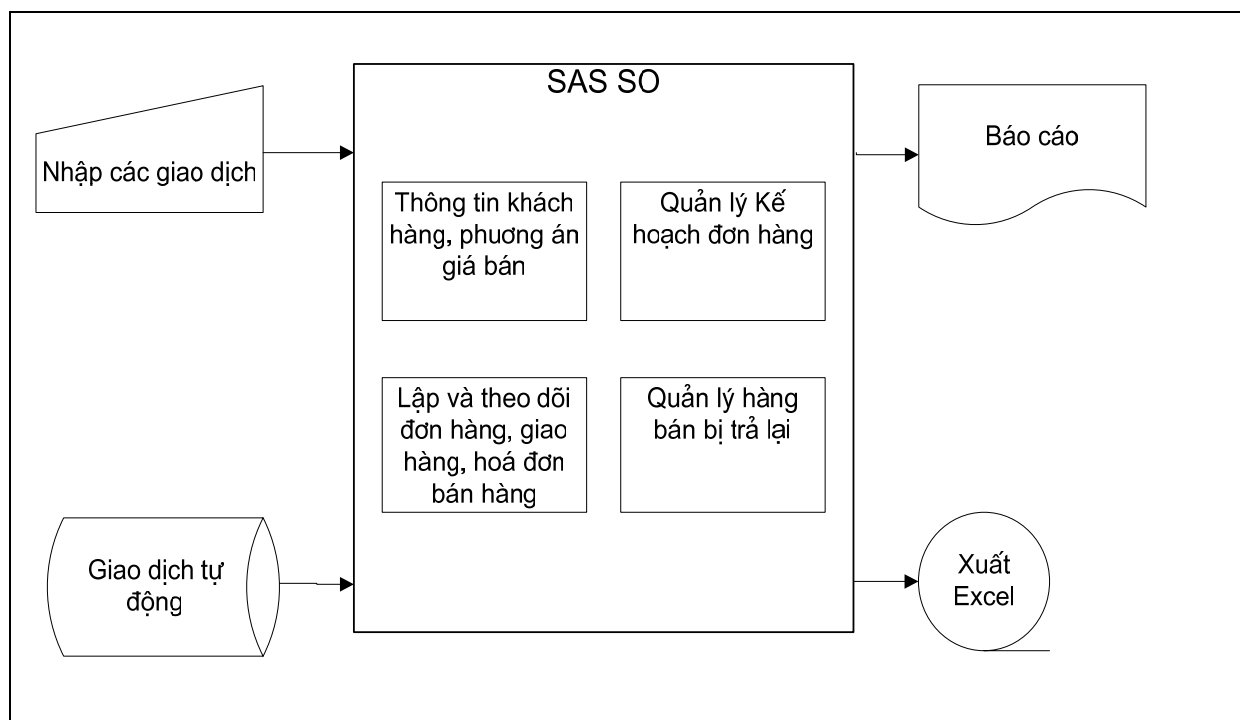 SAS SO
Nhập các giao dịch
Báo cáo
Thông tin khách
hàng, phương án
giá bán
Quản lý Kế
hoạch đơn hàng
Lập và theo dõi
đơn hàng, giao
hàng, hoá đơn
bán hàng
Quản lý hàng
bán bị trả lại
Giao dịch tự
động
Xuất
Excel